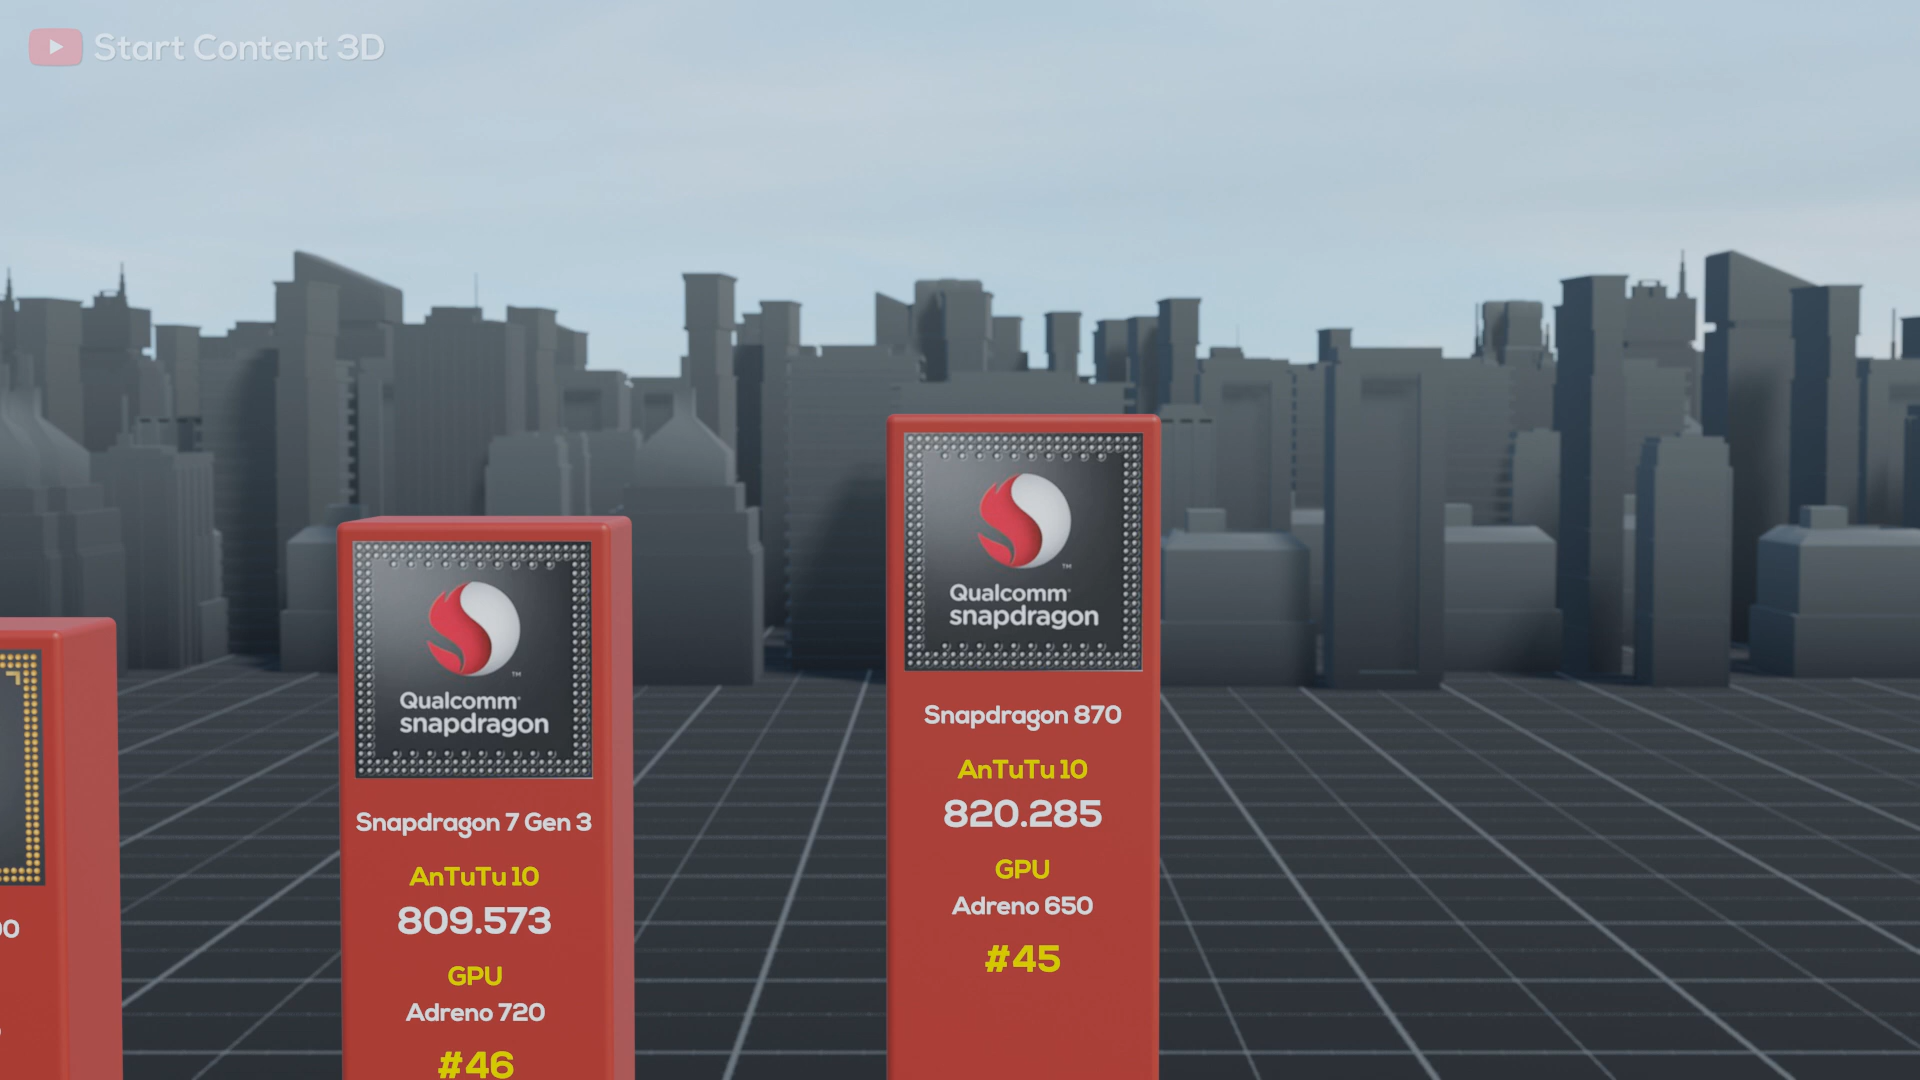 Start Content 3D
Qualcomm
snapdragon
Snapdragon 7 Gen 3
AnTuTu 10
809.573
GPU
Adreno 720
#46
Qualcomm
snapdragon
Snapdragon 870
AnTuTu 10
820.285
GPU
Adreno 650
#45